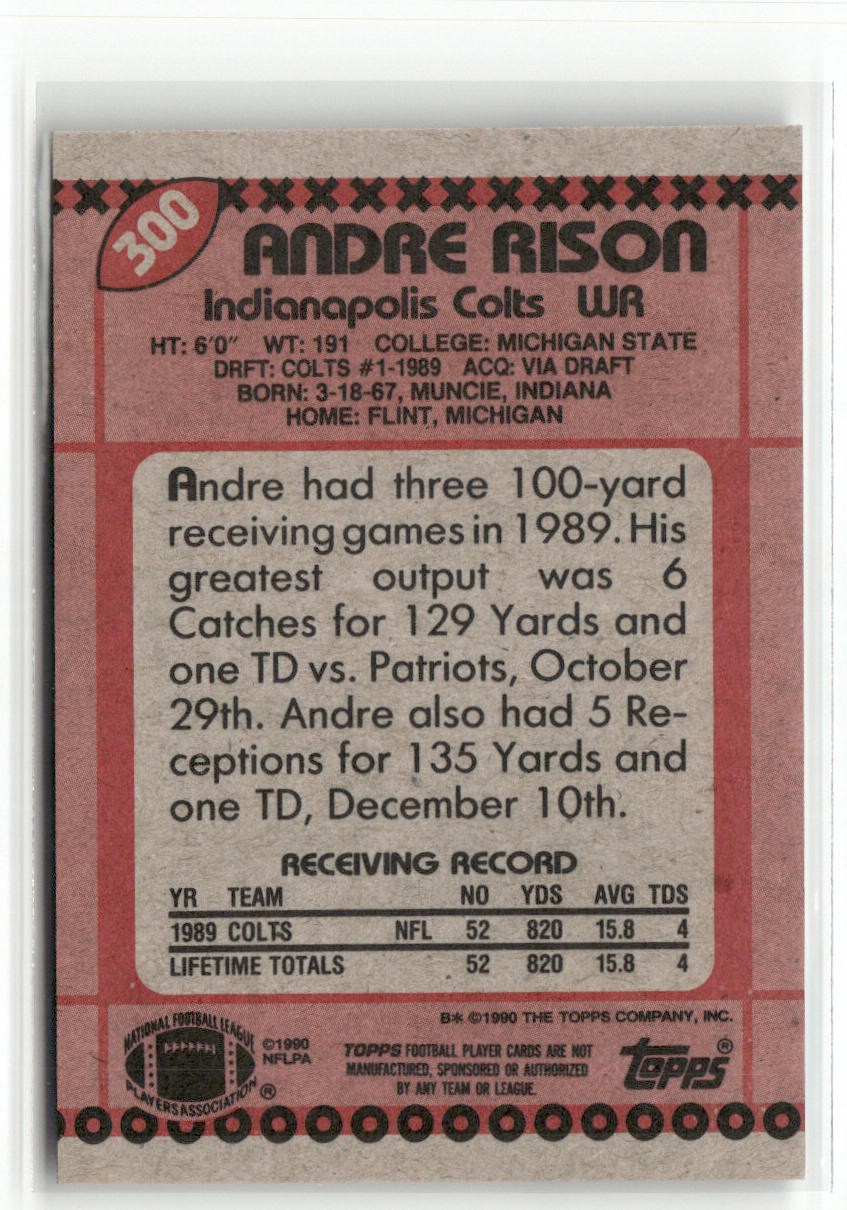 300
ANDRE RISON
Indianapolis Colts WR
HT: 6'0" WT: 191 COLLEGE: MICHIGAN STATE
DRFT: COLTS #1-1989 ACQ: VIA DRAFT
BORN: 3-18-67, MUNCIE, INDIANA
HOME: FLINT, MICHIGAN
Andre had three 100-yard
receiving games in 1989. His
greatest output was 6
Catches for 129 Yards and
one TD vs. Patriots, October
29th. Andre also had 5 Re-
ceptions for 135 Yards and
one TD, December 10th.
RECEIVING RECORD
YR TEAM NO YDS AVG TDS
1989 COLTS NFL 52 820 15.8 4
LIFETIME TOTALS 52 820 15.8 4
B* ©1990 THE TOPPS COMPANY, INC.
NATIONAL FOOTBALL LEAGUE
PLAYERS ASSOCIATION ®
©1990
NFLPA
TOPPS FOOTBALL PLAYER CARDS ARE NOT
MANUFACTURED, SPONSORED OR AUTHORIZED
BY ANY TEAM OR LEAGUE.
Topps®